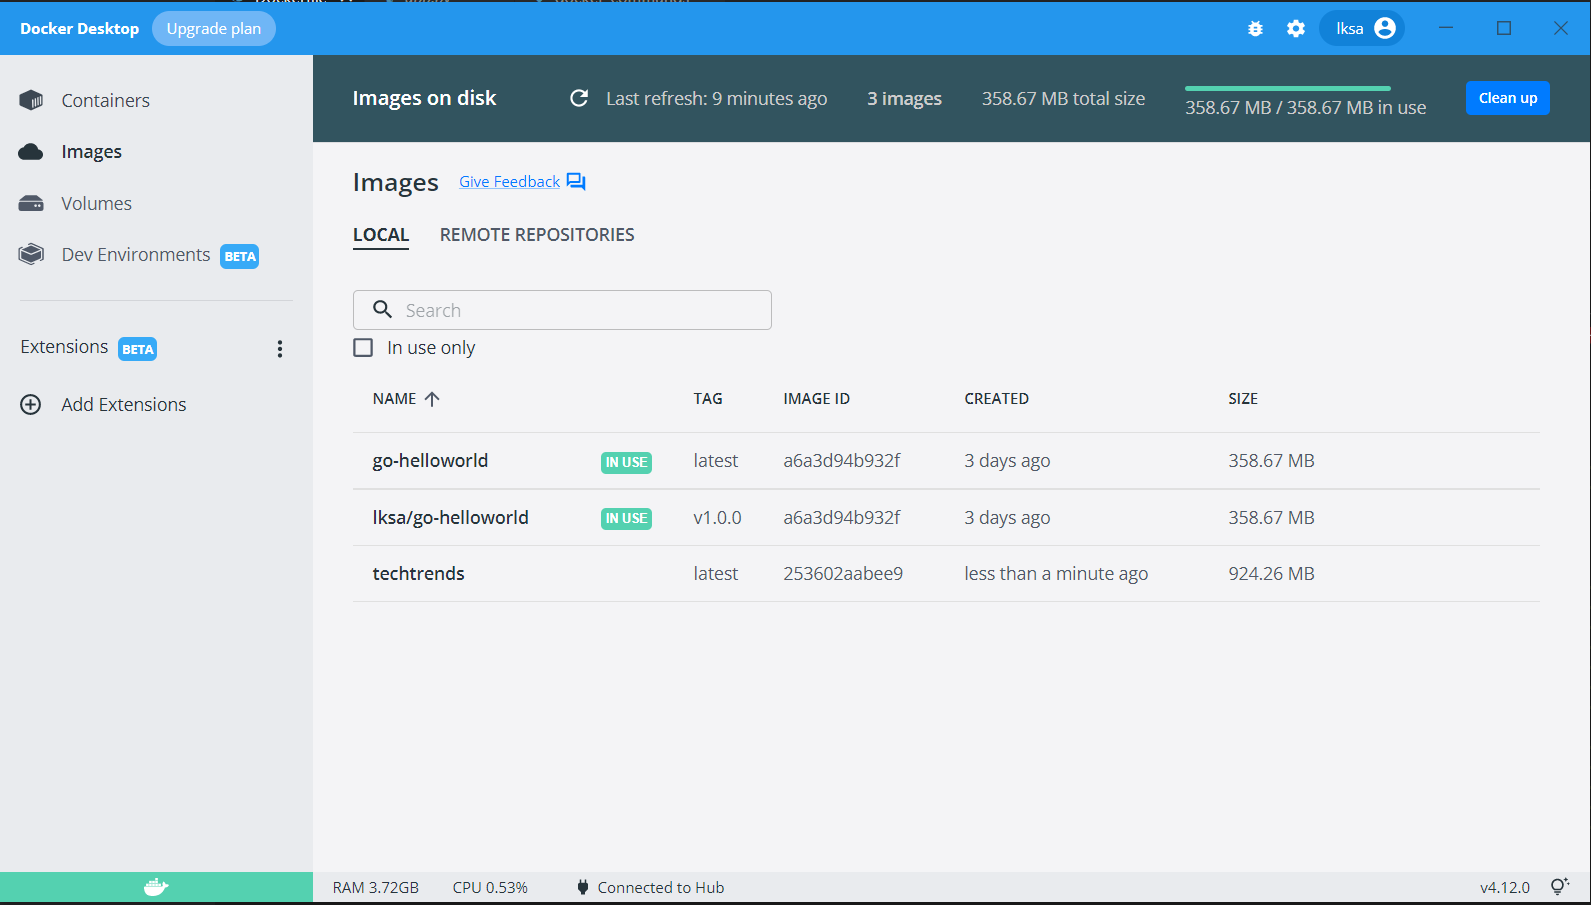 Docker Desktop Upgrade plan lksa
Containers
Images
Volumes
Dev Environments BETA
Extensions BETA
Add Extensions
Images on disk Last refresh: 9 minutes ago 3 images 358.67 MB total size 358.67 MB / 358.67 MB in use Clean up
Images Give Feedback
LOCAL REMOTE REPOSITORIES
Search
In use only
NAME TAG IMAGE ID CREATED SIZE
go-helloworld IN USE latest a6a3d94b932f 3 days ago 358.67 MB
lksa/go-helloworld IN USE v1.0.0 a6a3d94b932f 3 days ago 358.67 MB
techtrends latest 253602aabee9 less than a minute ago 924.26 MB
RAM 3.72GB CPU 0.53% Connected to Hub v4.12.0